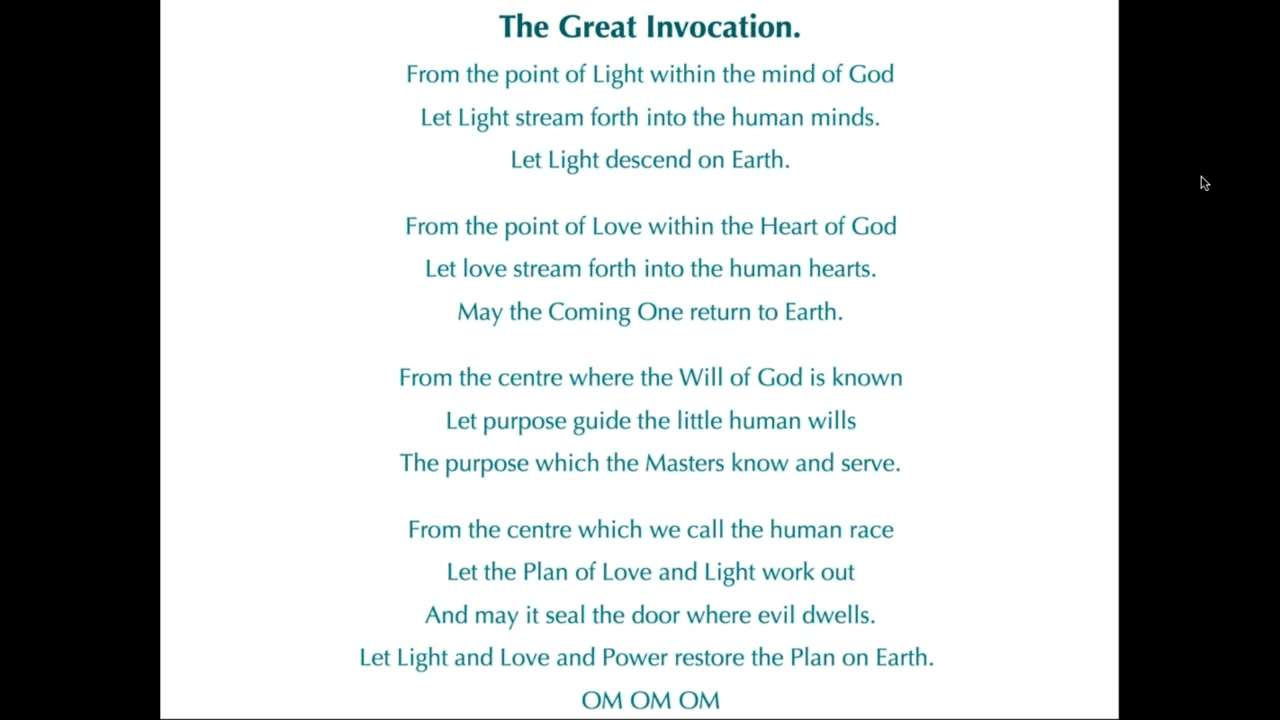 The Great Invocation.
From the point of Light within the mind of God
Let Light stream forth into the human minds.
Let Light descend on Earth.
From the point of Love within the Heart of God
Let love stream forth into the human hearts.
May the Coming One return to Earth.
From the centre where the Will of God is known
Let purpose guide the little human wills
The purpose which the Masters know and serve.
From the centre which we call the human race
Let the Plan of Love and Light work out
And may it seal the door where evil dwells.
Let Light and Love and Power restore the Plan on Earth.
OM OM OM